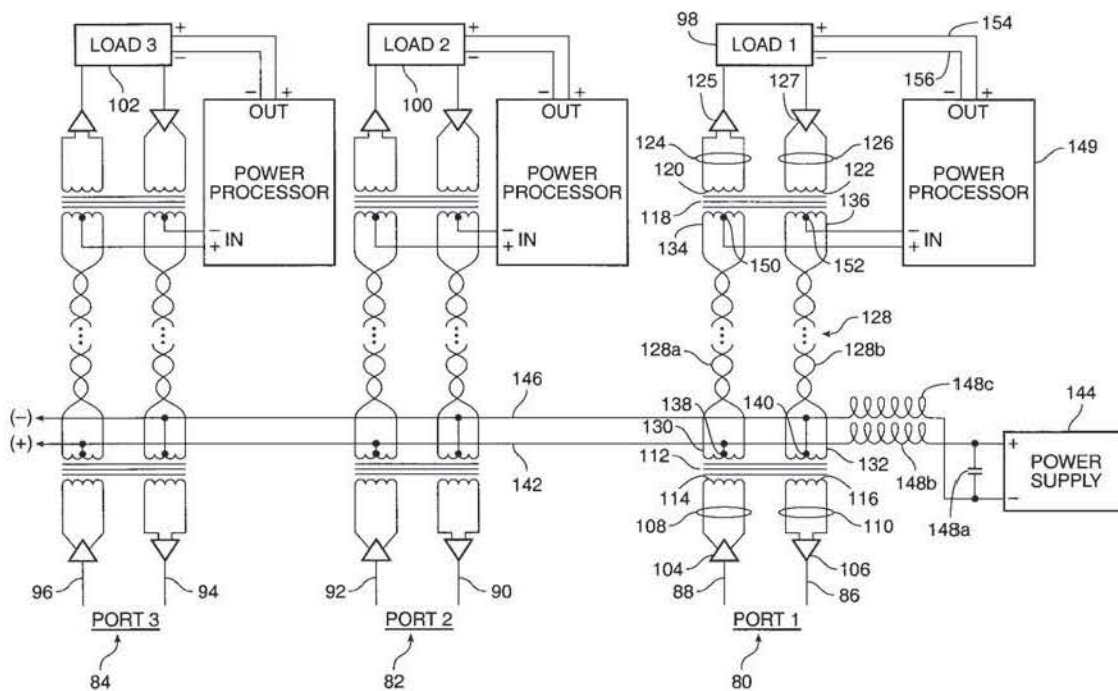 98
154
LOAD 3
LOAD 2
LOAD 1
+
−
+
−
+
−
156
102
100
125
127
− +
OUT
− +
OUT
− +
OUT
124
126
149
120
122
POWER
PROCESSOR
POWER
PROCESSOR
POWER
PROCESSOR
118
136
134
− IN
+
− IN
+
− IN
+
150
152
128
128a
128b
146
148c
144
(−)
138
140
(+)
130
132
+
POWER
SUPPLY
−
112
142
114
116
148b
148a
108
110
104
106
96
94
92
90
88
86
PORT 3
PORT 2
PORT 1
84
82
80